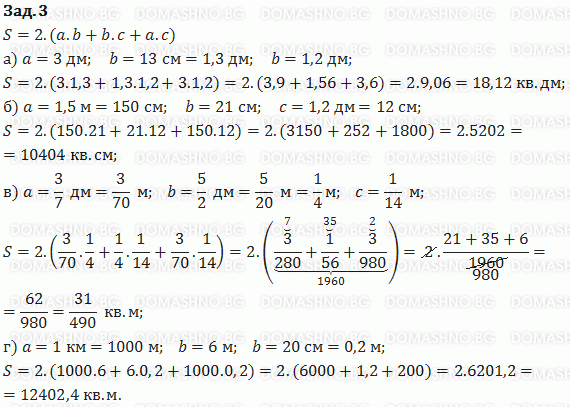 Зад.3
S = 2.(a.b + b.c + a.c)
а) a = 3 дм; b = 13 см = 1,3 дм; b = 1,2 дм;
S = 2.(3.1,3 + 1,3.1,2 + 3.1,2) = 2.(3,9 + 1,56 + 3,6) = 2.9,06 = 18,12 кв.дм;
б) a = 1,5 м = 150 см; b = 21 см; c = 1,2 дм = 12 см;
S = 2.(150.21 + 21.12 + 150.12) = 2.(3150 + 252 + 1800) = 2.5202 =
= 10404 кв.см;
в) a = 3/7 дм = 3/70 м; b = 5/2 дм = 5/20 м = 1/4 м; c = 1/14 м;
S = 2.(3/70 . 1/4 + 1/4 . 1/14 + 3/70 . 1/14) = 2.(7 3/280 + 35 1/56 + 2 3/980) 1960 = 2. (21 + 35 + 6)/1960 980 =
= 62/980 = 31/490 кв.м;
г) a = 1 км = 1000 м; b = 6 м; b = 20 см = 0,2 м;
S = 2.(1000.6 + 6.0,2 + 1000.0,2) = 2.(6000 + 1,2 + 200) = 2.6201,2 =
= 12402,4 кв.м.
DOMASHNO.BG